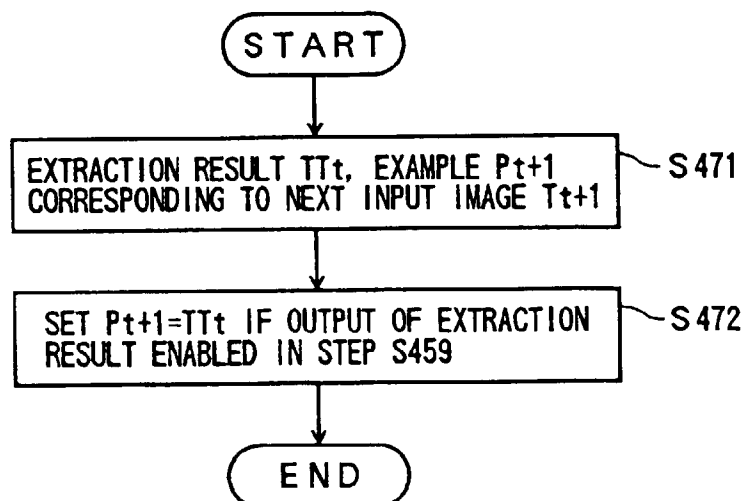 START
EXTRACTION RESULT TTt, EXAMPLE Pt+1
CORRESPONDING TO NEXT INPUT IMAGE Tt+1
S471
SET Pt+1=TTt IF OUTPUT OF EXTRACTION
RESULT ENABLED IN STEP S459
S472
END